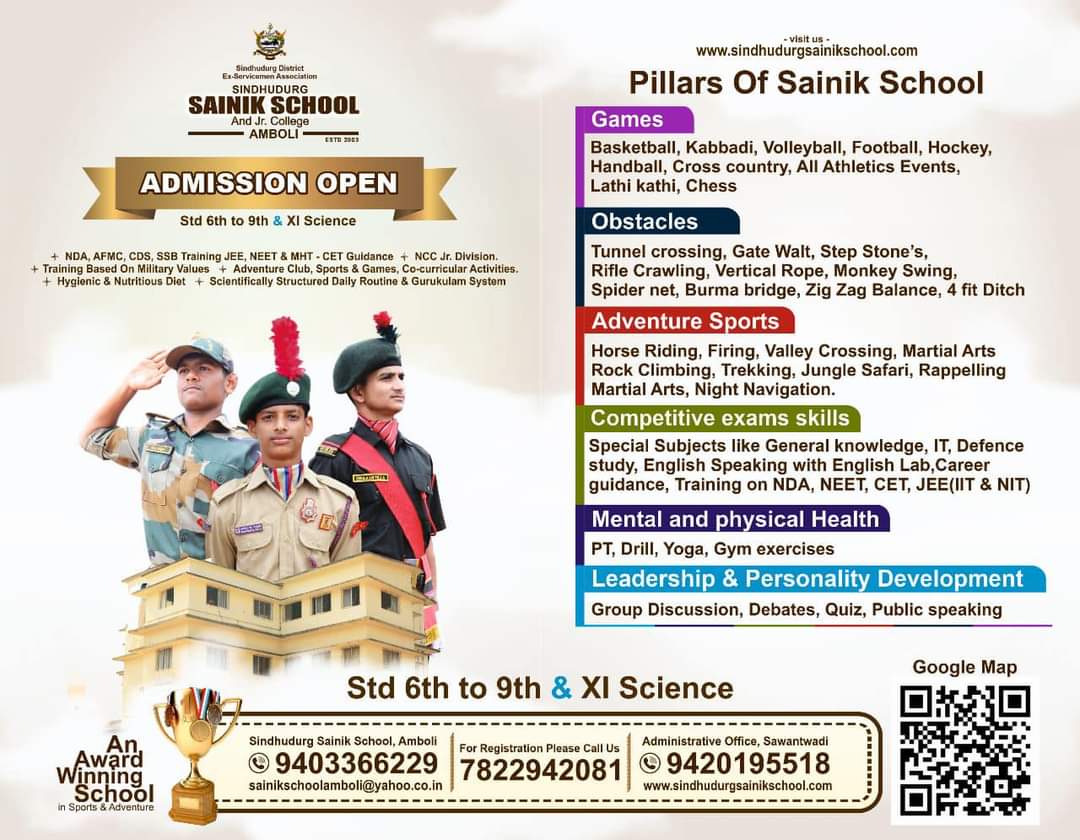 Sindhudurg District
Ex-Servicemen Association
SINDHUDURG
SAINIK SCHOOL
And Jr. College
AMBOLI
ESTD 2003
ADMISSION OPEN
Std 6th to 9th & XI Science
+ NDA, AFMC, CDS, SSB Training JEE, NEET & MHT - CET Guidance + NCC Jr. Division.
+ Training Based On Military Values + Adventure Club, Sports & Games, Co-curricular Activities.
+ Hygienic & Nutritious Diet + Scientifically Structured Daily Routine & Gurukulam System
- visit us -
www.sindhudurgsainikschool.com
Pillars Of Sainik School
Games
Basketball, Kabbadi, Volleyball, Football, Hockey,
Handball, Cross country, All Athletics Events,
Lathi kathi, Chess
Obstacles
Tunnel crossing, Gate Walt, Step Stone's,
Rifle Crawling, Vertical Rope, Monkey Swing,
Spider net, Burma bridge, Zig Zag Balance, 4 fit Ditch
Adventure Sports
Horse Riding, Firing, Valley Crossing, Martial Arts
Rock Climbing, Trekking, Jungle Safari, Rappelling
Martial Arts, Night Navigation.
Competitive exams skills
Special Subjects like General knowledge, IT, Defence
study, English Speaking with English Lab,Career
guidance, Training on NDA, NEET, CET, JEE(IIT & NIT)
Mental and physical Health
PT, Drill, Yoga, Gym exercises
Leadership & Personality Development
Group Discussion, Debates, Quiz, Public speaking
Std 6th to 9th & XI Science
An
Award
Winning
School
in Sports & Adventure
Sindhudurg Sainik School, Amboli
9403366229
sainikschoolamboli@yahoo.co.in
For Registration Please Call Us
7822942081
Administrative Office, Sawantwadi
9420195518
www.sindhudurgsainikschool.com
Google Map